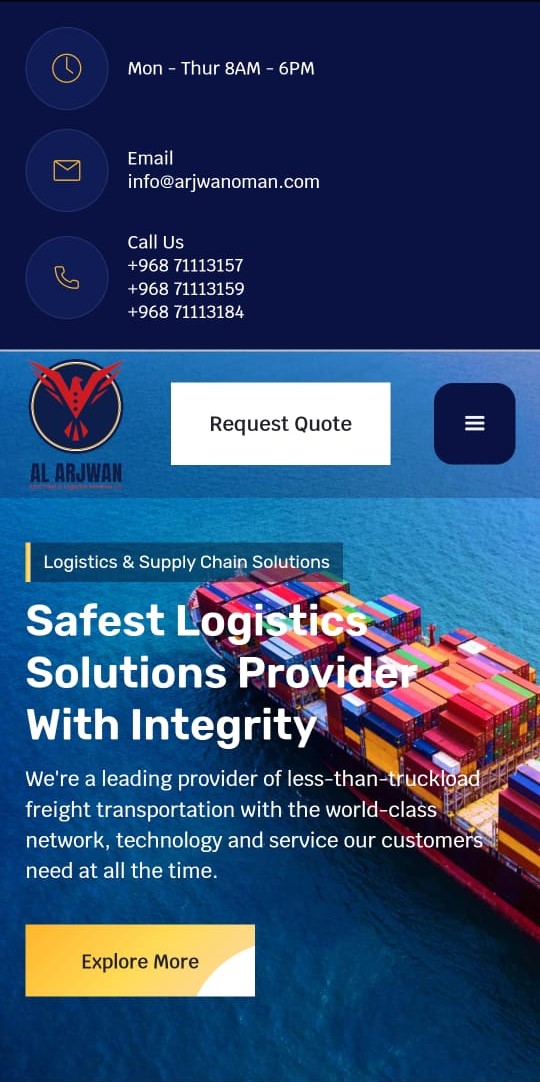 Mon - Thur 8AM - 6PM
Email
info@arjwanoman.com
Call Us
+968 71113157
+968 71113159
+968 71113184
AL ARJWAN
Request Quote
Logistics & Supply Chain Solutions
Safest Logistics
Solutions Provider
With Integrity
We're a leading provider of less-than-truckload
freight transportation with the world-class
network, technology and service our customers
need at all the time.
Explore More